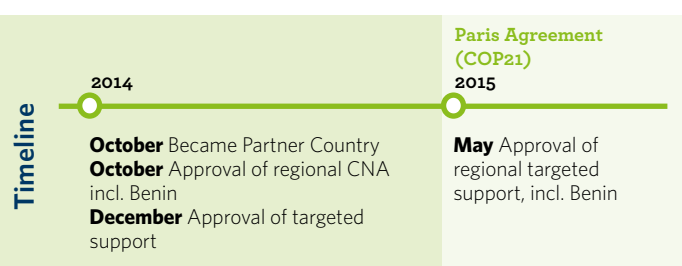 Timeline
2014
October Became Partner Country
October Approval of regional CNA
incl. Benin
December Approval of targeted
support
Paris Agreement
(COP21)
2015
May Approval of
regional targeted
support, incl. Benin